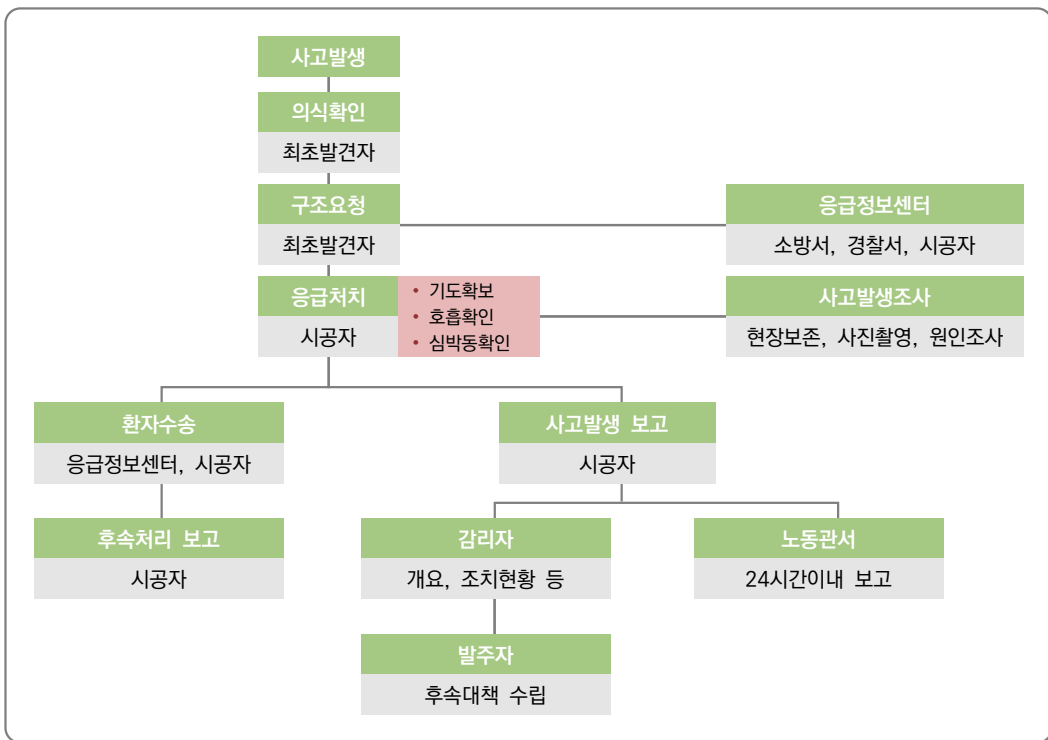 사고발생
의식확인
최초발견자
구조요청
최초발견자
응급정보센터
소방서, 경찰서, 시공자
응급처치
시공자
• 기도확보
• 호흡확인
• 심박동확인
사고발생조사
현장보존, 사진촬영, 원인조사
환자수송
응급정보센터, 시공자
사고발생 보고
시공자
후속처리 보고
시공자
감리자
개요, 조치현황 등
노동관서
24시간이내 보고
발주자
후속대책 수립